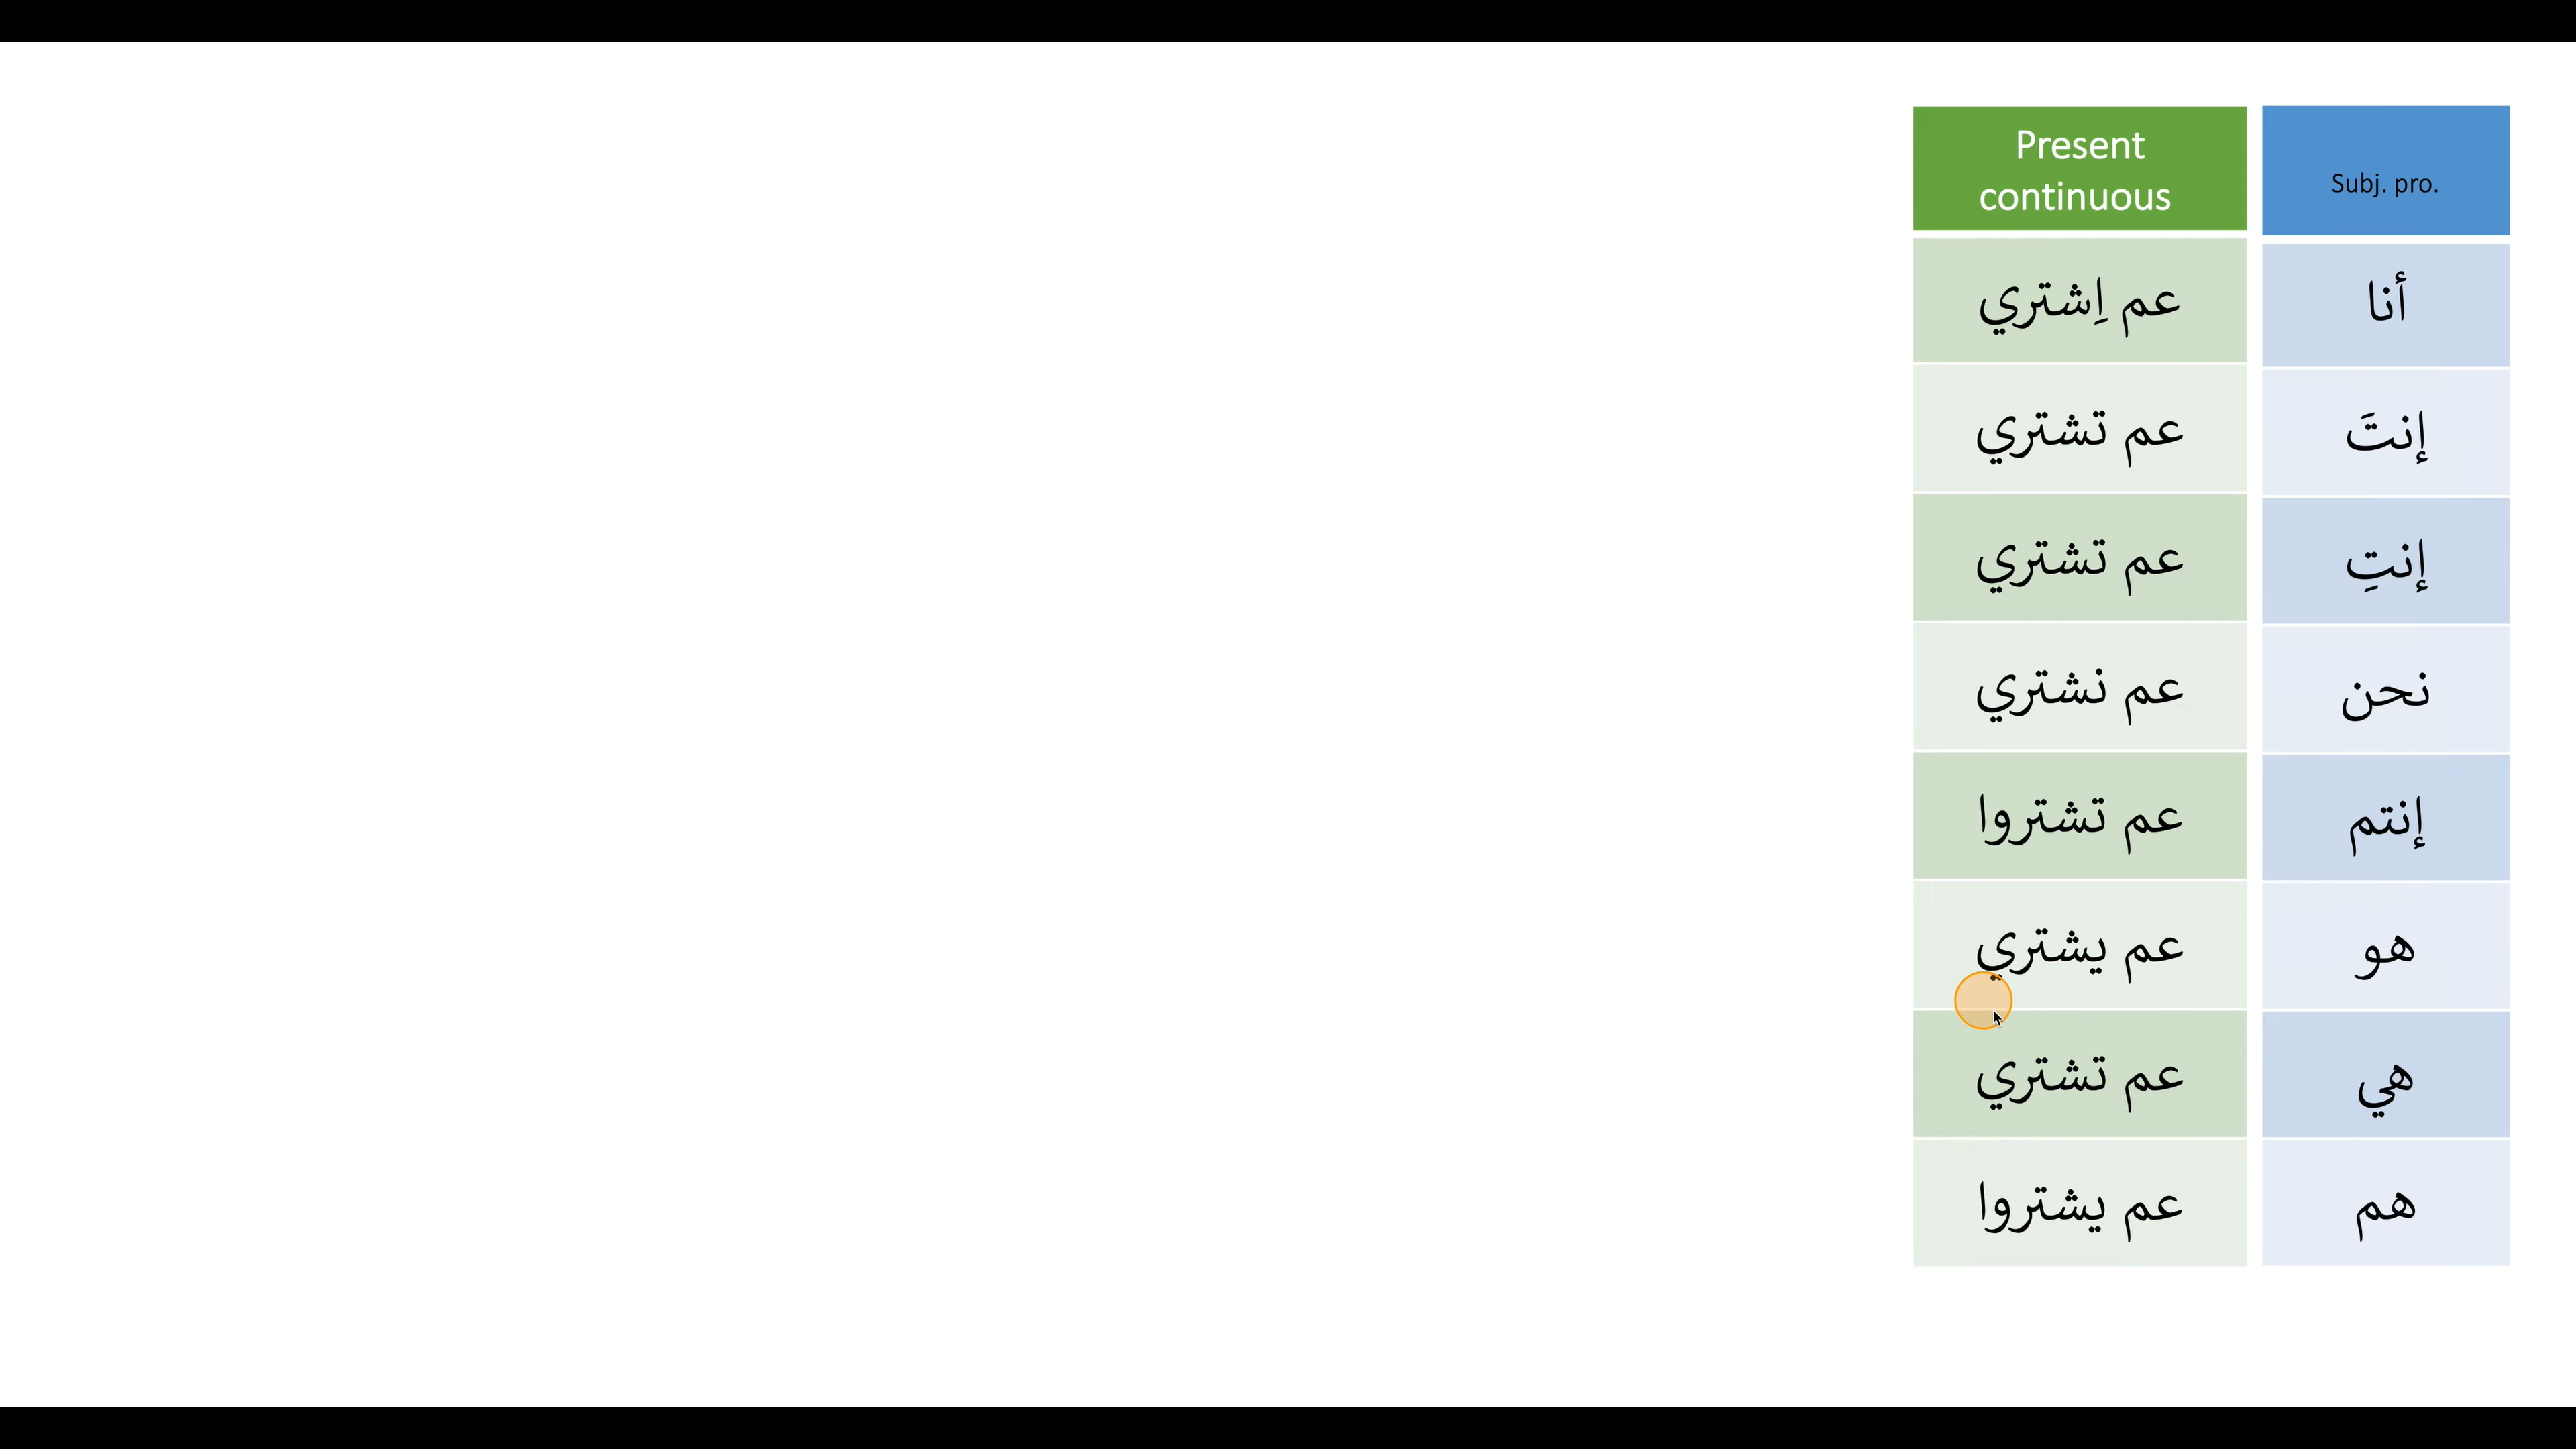 Subj. pro.
Present
continuous
أنا
عم اِشتري
إنتَ
عم تشتري
إنتِ
عم تشتري
نحن
عم نشتري
إنتم
عم تشتروا
هو
عم يشتري
هي
عم تشتري
هم
عم يشتروا